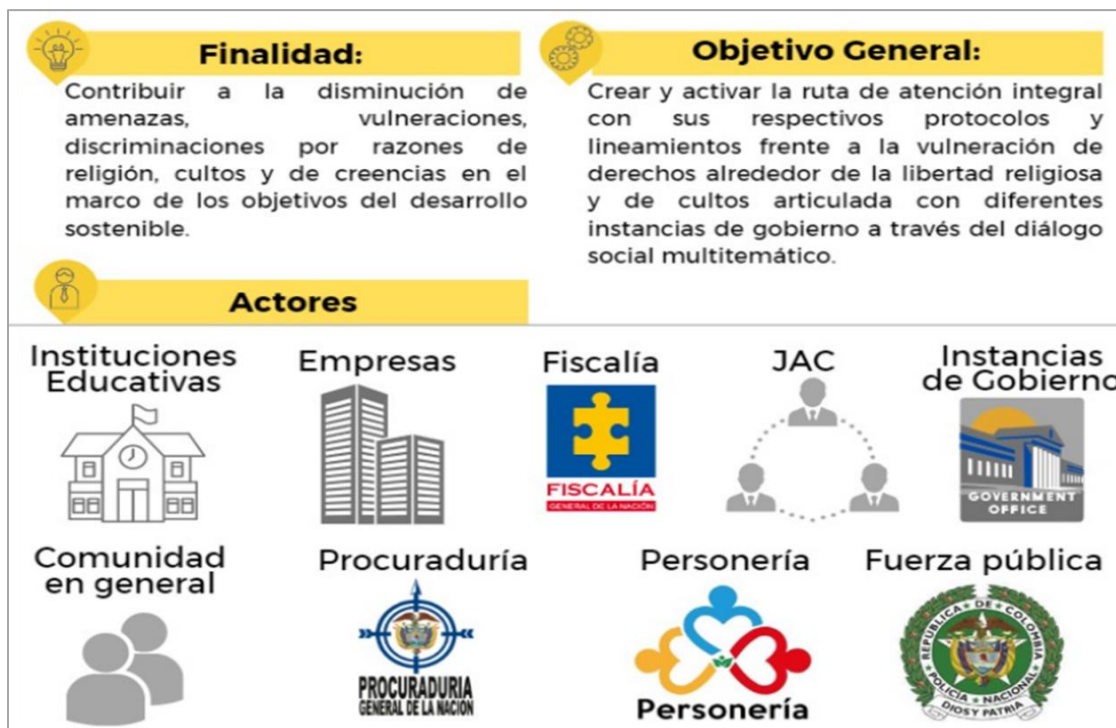 Finalidad:
Contribuir a la disminución de
amenazas, vulneraciones,
discriminaciones por razones de
religión, cultos y de creencias en el
marco de los objetivos del desarrollo
sostenible.
Objetivo General:
Crear y activar la ruta de atención integral
con sus respectivos protocolos y
lineamientos frente a la vulneración de
derechos alrededor de la libertad religiosa
y de cultos articulada con diferentes
instancias de gobierno a través del diálogo
social multitemático.
Actores
Instituciones
Educativas
Empresas
Fiscalía
FISCALÍA
GENERAL DE LA NACIÓN
JAC
Instancias
de Gobierno
GOVERNMENT
OFFICE
Comunidad
en general
Procuraduría
PROCURADURIA
GENERAL DE LA NACION
Personería
Personería
Fuerza pública
REPÚBLICA DE COLOMBIA
POLICÍA NACIONAL
DIOS Y PATRIA